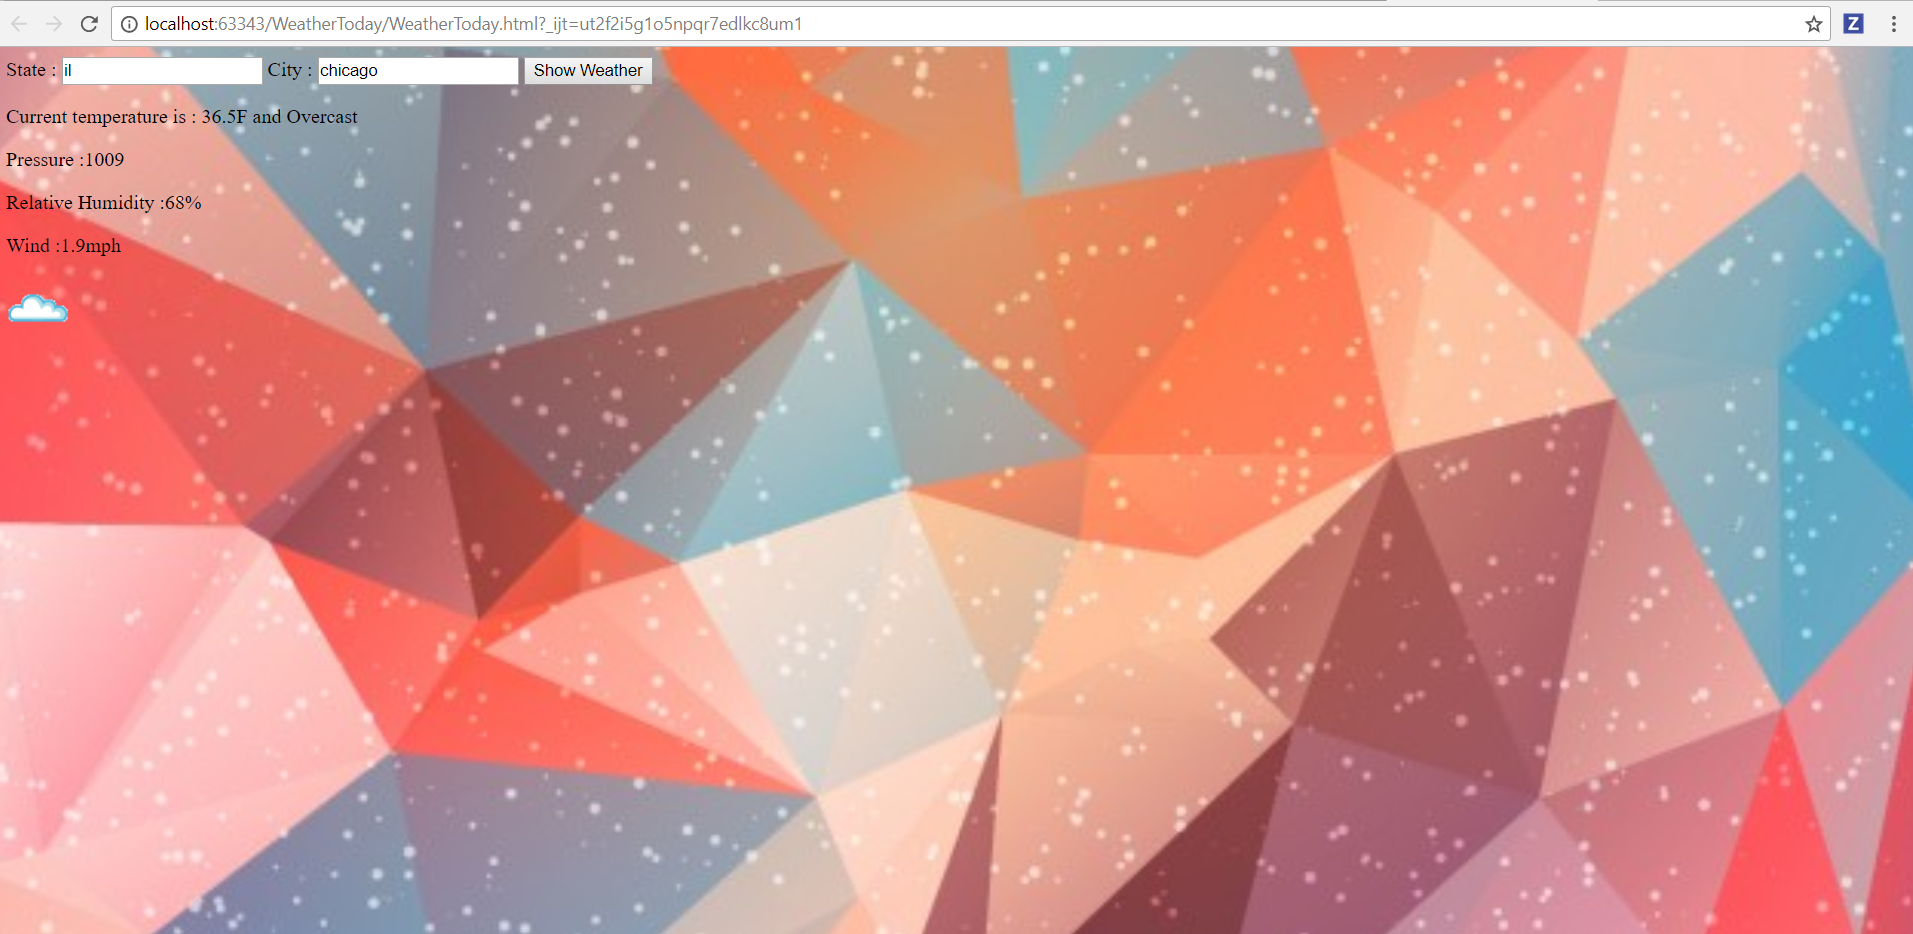 localhost:63343/WeatherToday/WeatherToday.html?_ijt=ut2f2i5g1o5npqr7edlkc8um1
Z
State : il City : chicago Show Weather
Current temperature is : 36.5F and Overcast
Pressure :1009
Relative Humidity :68%
Wind :1.9mph